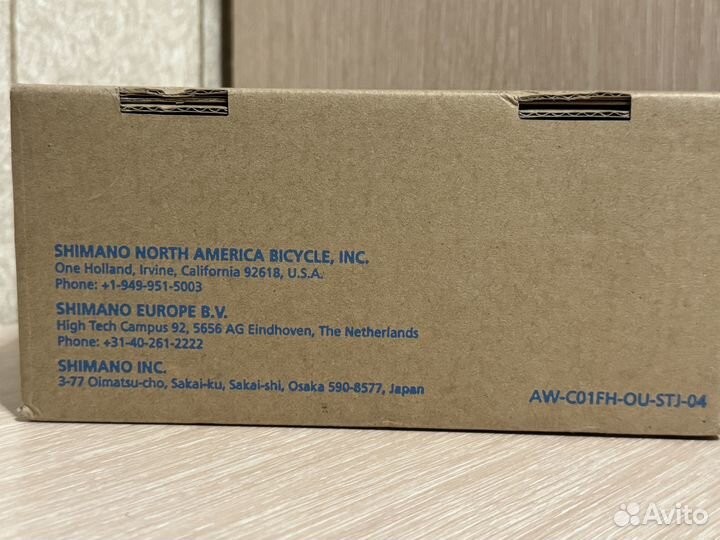 SHIMANO NORTH AMERICA BICYCLE, INC.
One Holland, Irvine, California 92618, U.S.A.
Phone: +1-949-951-5003
SHIMANO EUROPE B.V.
High Tech Campus 92, 5656 AG Eindhoven, The Netherlands
Phone: +31-40-261-2222
SHIMANO INC.
3-77 Oimatsu-cho, Sakai-ku, Sakai-shi, Osaka 590-8577, Japan
AW-C01FH-OU-STJ-04
Avito